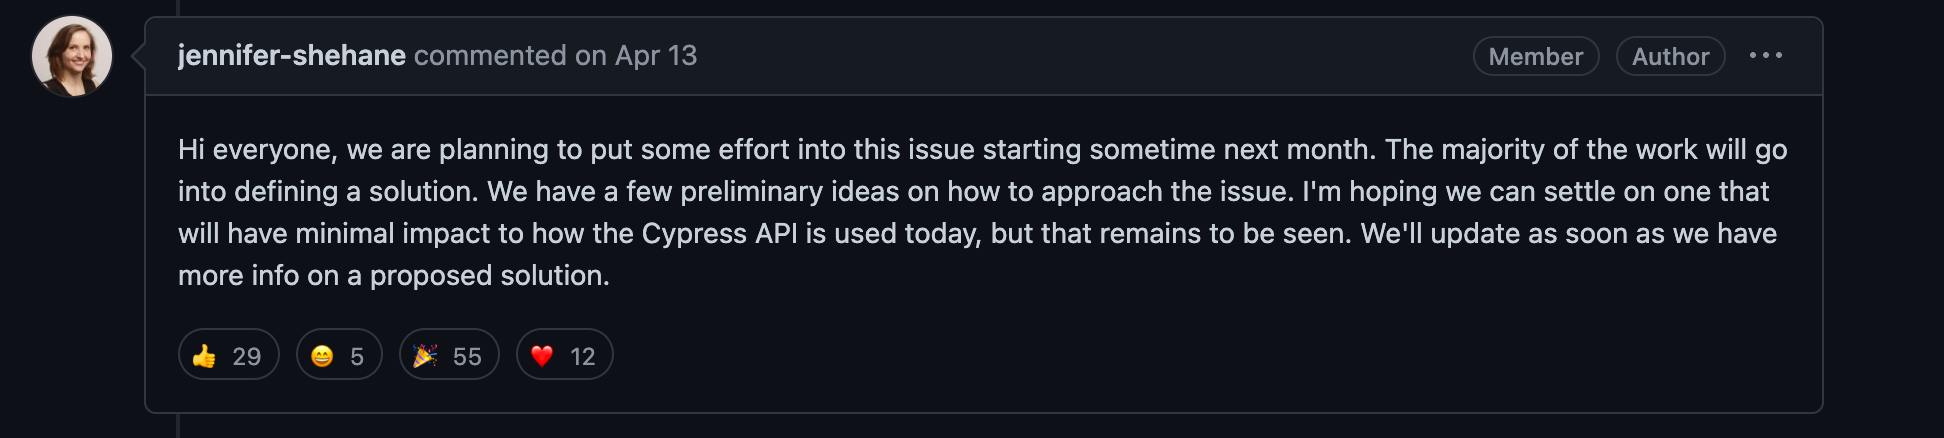 jennifer-shehane commented on Apr 13
Member
Author
Hi everyone, we are planning to put some effort into this issue starting sometime next month. The majority of the work will go
into defining a solution. We have a few preliminary ideas on how to approach the issue. I'm hoping we can settle on one that
will have minimal impact to how the Cypress API is used today, but that remains to be seen. We'll update as soon as we have
more info on a proposed solution.
👍 29 😄 5 🎉 55 ❤️ 12